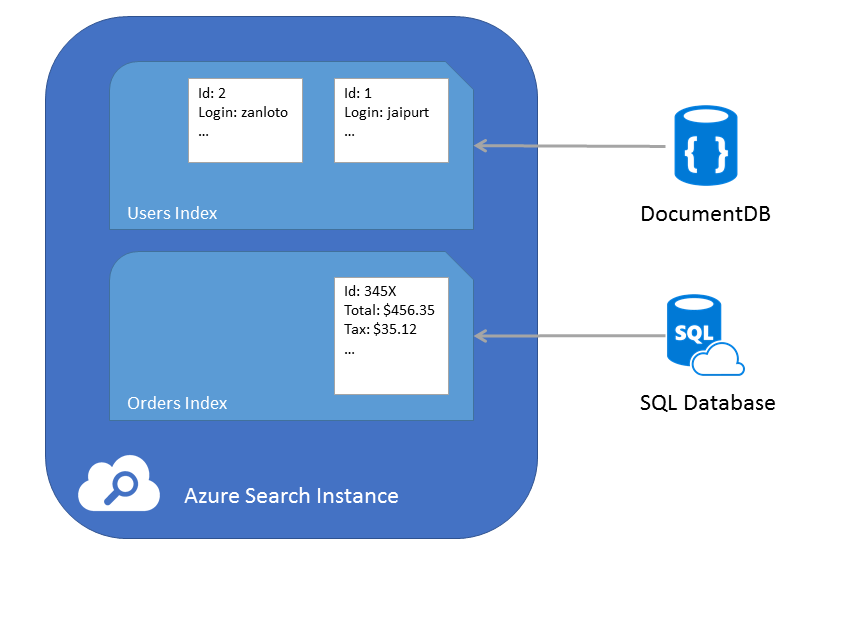 Id: 2
Login: zanloto
...
Id: 1
Login: jaipurt
...
Users Index
{ }
DocumentDB
Id: 345X
Total: $456.35
Tax: $35.12
...
Orders Index
SQL
SQL Database
Azure Search Instance